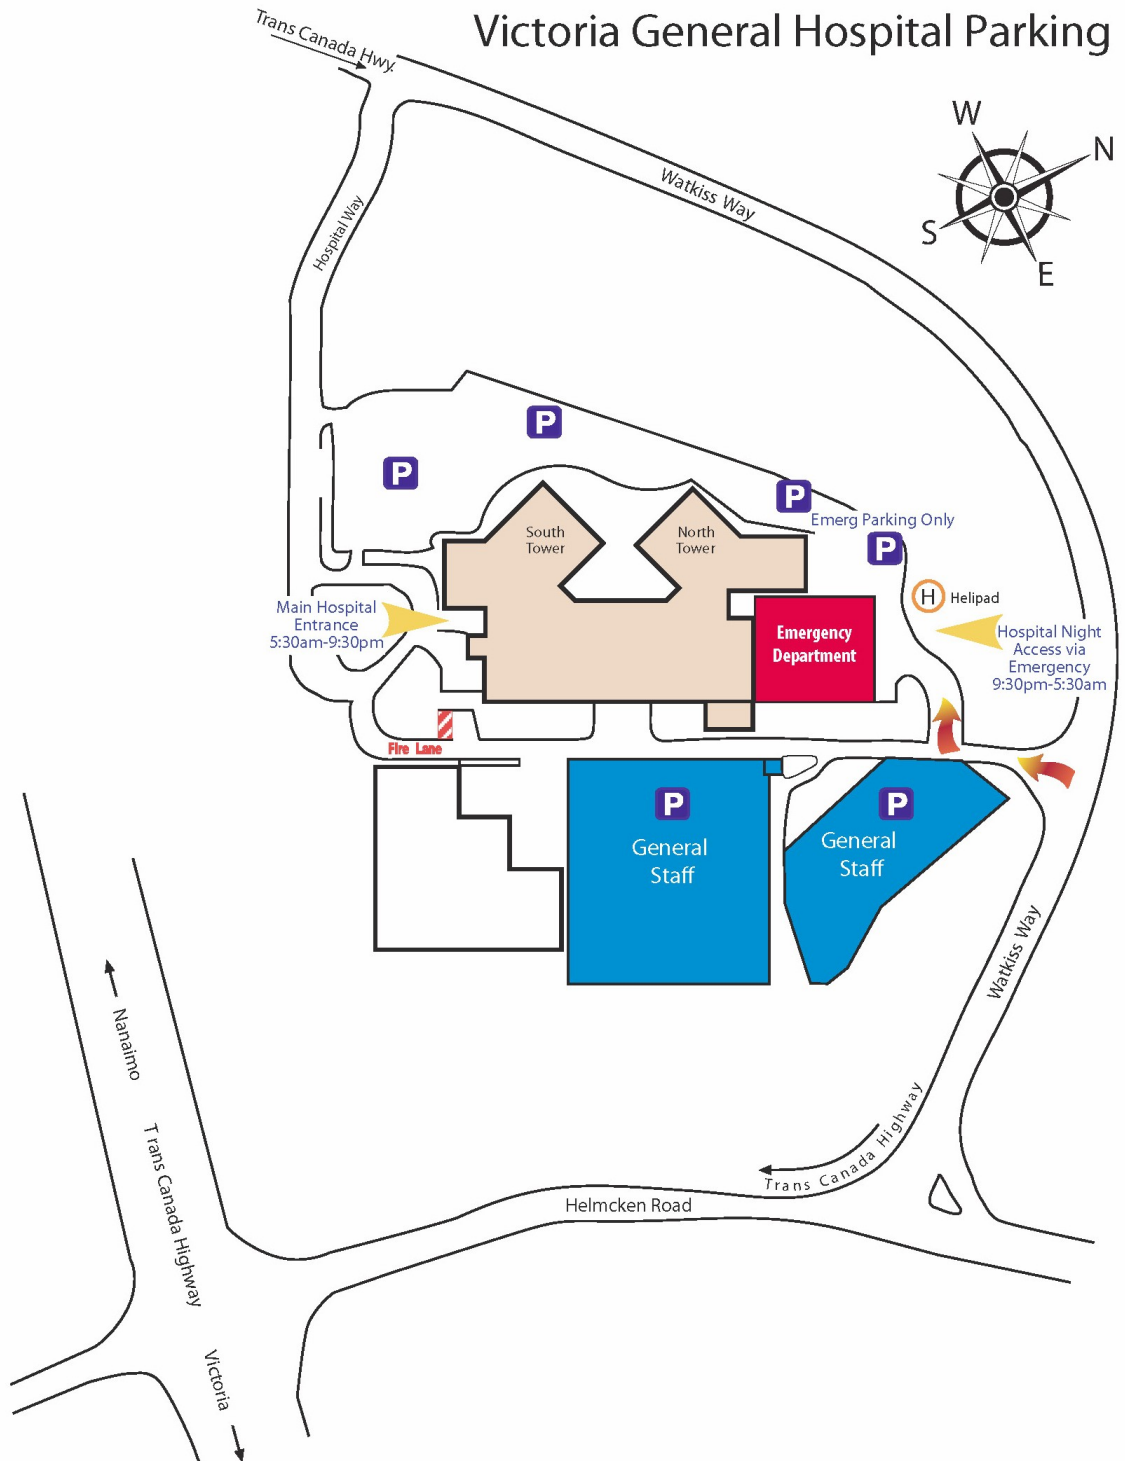 Victoria General Hospital Parking
Trans Canada Hwy.
W
N
S
E
Watkiss Way
Hospital Way
P
P
P
Emerg Parking Only
P
South
Tower
North
Tower
H
Helipad
Main Hospital
Entrance
5:30am-9:30pm
Emergency
Department
Hospital Night
Access via
Emergency
9:30pm-5:30am
Fire Lane
P
General
Staff
P
General
Staff
Watkiss Way
Nanaimo
Trans Canada Highway
Trans Canada Highway
Helmcken Road
Victoria